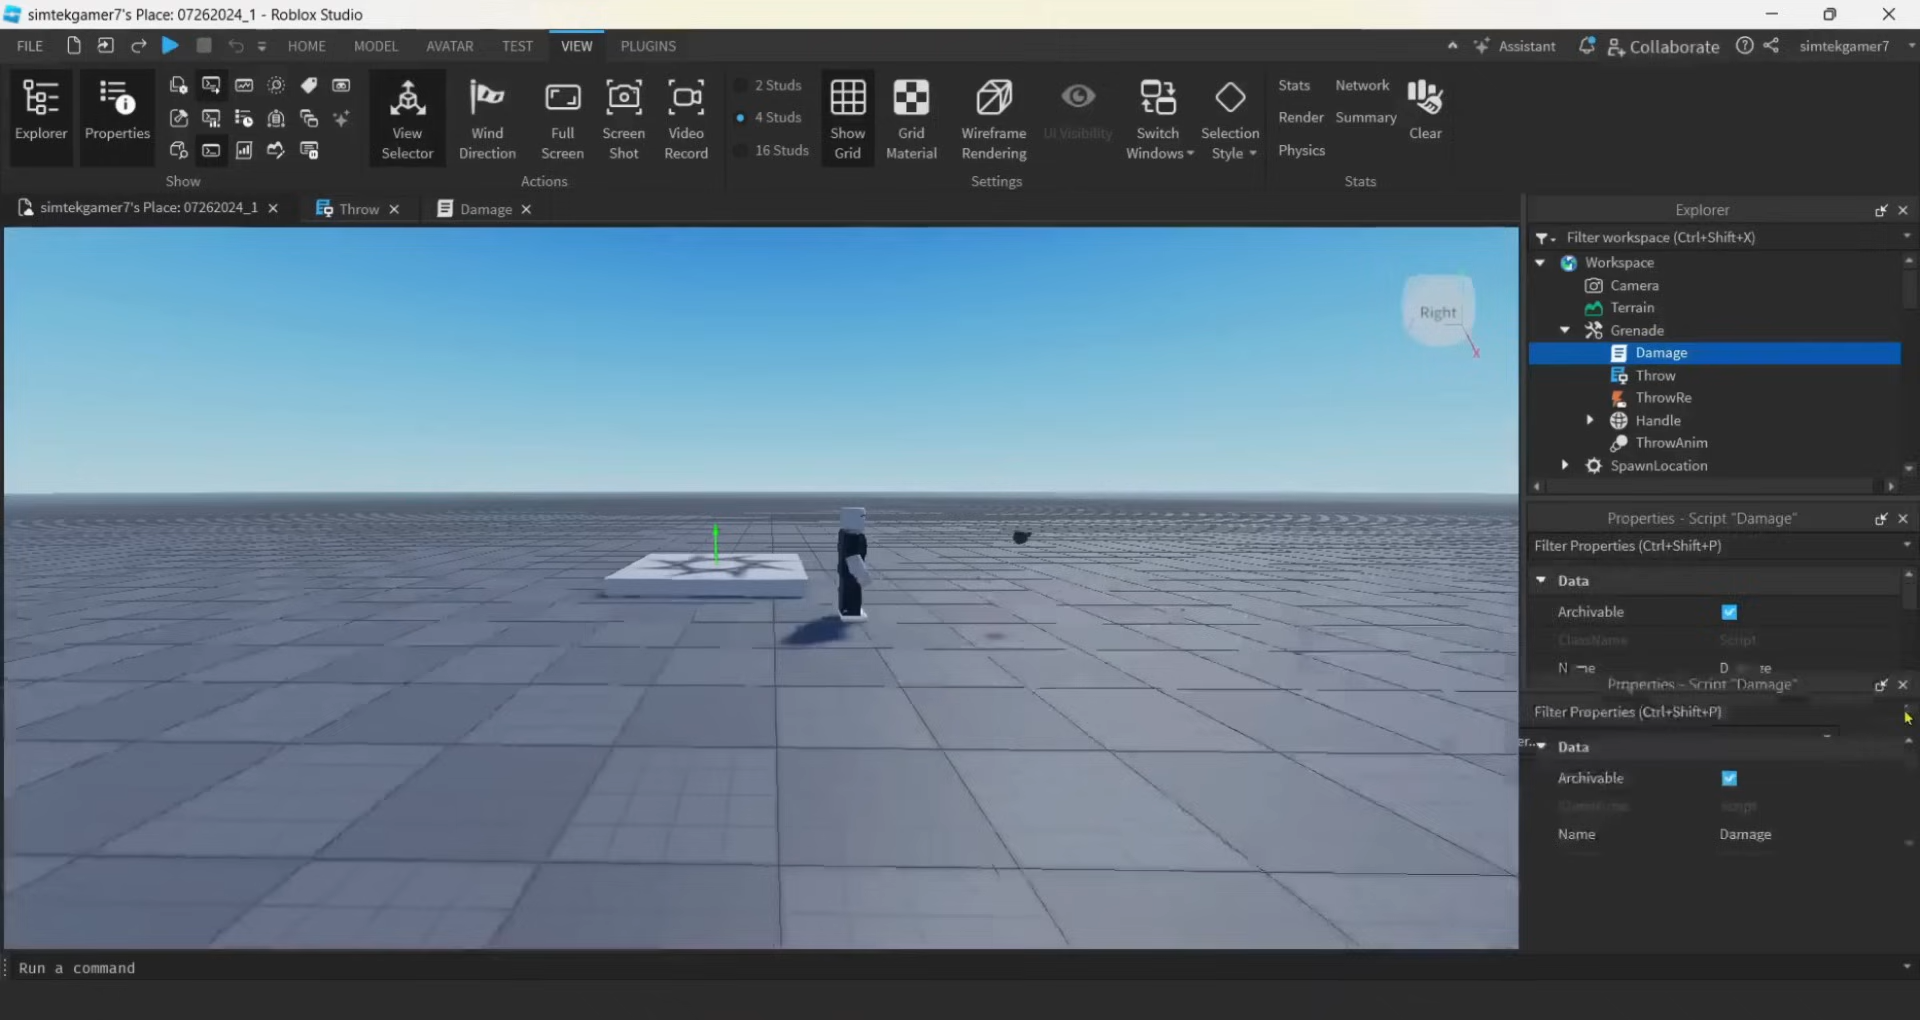 simtekgamer7's Place: 07262024_1 - Roblox Studio
FILE HOME MODEL AVATAR TEST VIEW PLUGINS Assistant Collaborate simtekgamer7
Explorer
Properties
Show
View
Selector
Wind
Direction
Full
Screen
Screen
Shot
Video
Record
Actions
2 Studs
4 Studs
16 Studs
Show
Grid
Grid
Material
Wireframe
Rendering
UI Visibility
Switch
Windows
Selection
Style
Settings
Stats Network
Render Summary
Physics
Clear
Stats
simtekgamer7's Place: 07262024_1
Throw
Damage
Right
X
Explorer
Filter workspace (Ctrl+Shift+X)
Workspace
Camera
Terrain
Grenade
Damage
Throw
ThrowRe
Handle
ThrowAnim
SpawnLocation
Properties - Script "Damage"
Filter Properties (Ctrl+Shift+P)
Data
Archivable
ClassName Script
Properties - Script "Damage"
Filter Properties (Ctrl+Shift+P)
Data
Archivable
Name Damage
Run a command